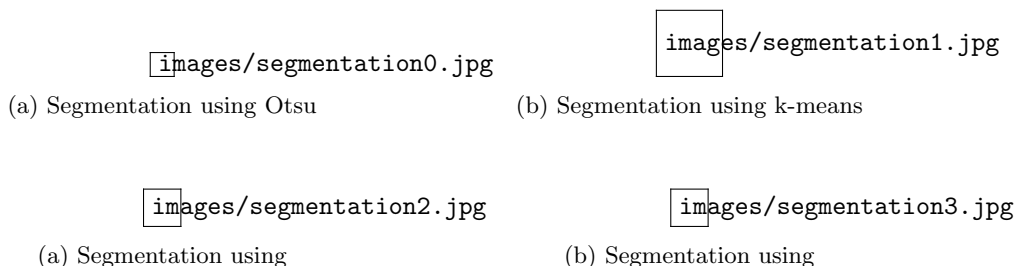 images/segmentation0.jpg
images/segmentation1.jpg
(a) Segmentation using Otsu
(b) Segmentation using k-means
images/segmentation2.jpg
images/segmentation3.jpg
(a) Segmentation using
(b) Segmentation using